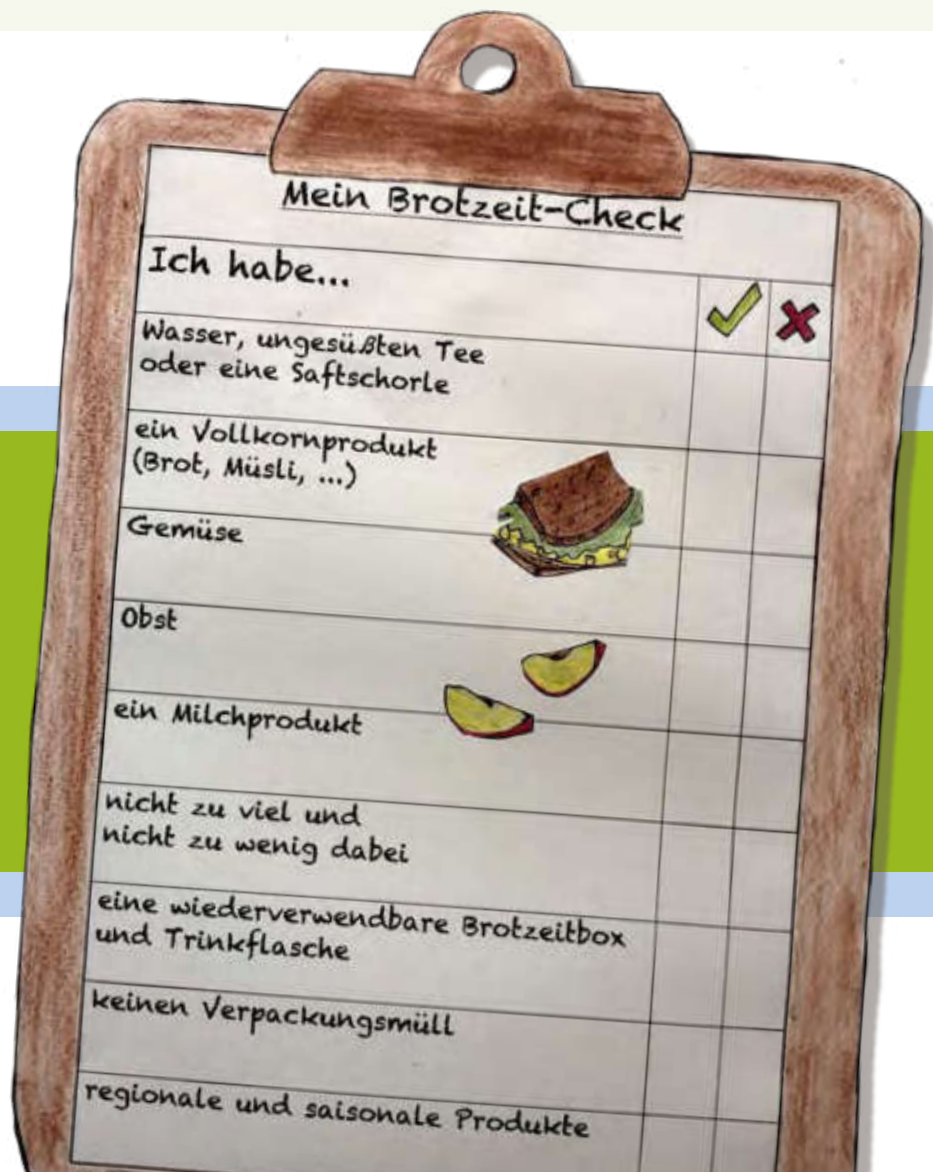 Mein Brotzeit-Check
Ich habe...
Wasser, ungesüßten Tee
oder eine Saftschorle
ein Vollkornprodukt
(Brot, Müsli, ...)
Gemüse
Obst
ein Milchprodukt
nicht zu viel und
nicht zu wenig dabei
eine wiederverwendbare Brotzeitbox
und Trinkflasche
keinen Verpackungsmüll
regionale und saisonale Produkte